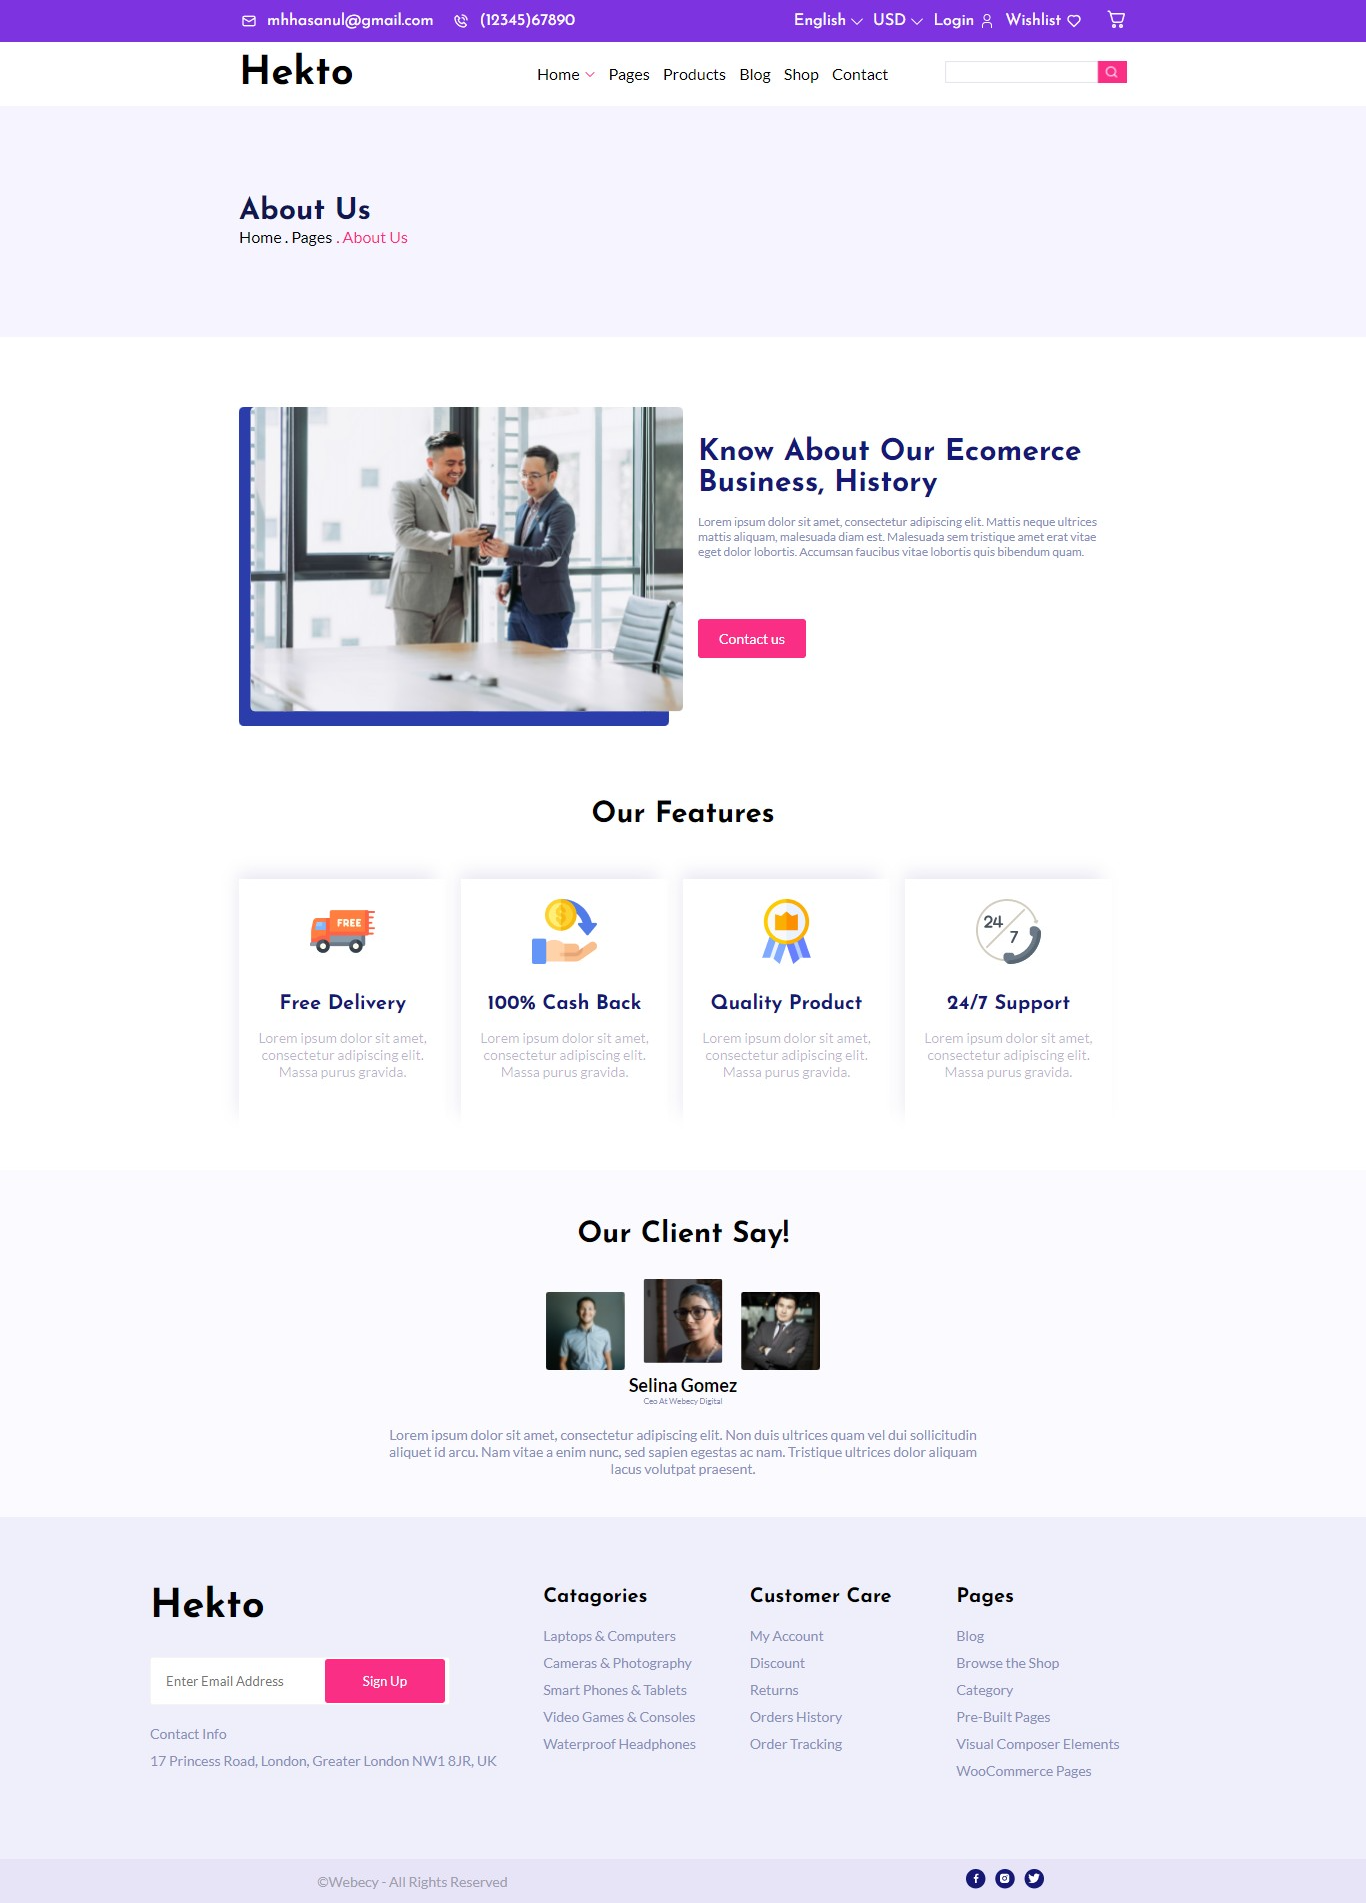 mhhasanul@gmail.com (12345)67890 English USD Login Wishlist
Hekto Home Pages Products Blog Shop Contact
About Us
Home . Pages . About Us
Know About Our Ecomerce
Business, History
Lorem ipsum dolor sit amet, consectetur adipiscing elit. Mattis neque ultrices
mattis aliquam, malesuada diam est. Malesuada sem tristique amet erat vitae
eget dolor lobortis. Accumsan faucibus vitae lobortis quis bibendum quam.
Contact us
Our Features
FREE
Free Delivery
Lorem ipsum dolor sit amet,
consectetur adipiscing elit.
Massa purus gravida.
100% Cash Back
Lorem ipsum dolor sit amet,
consectetur adipiscing elit.
Massa purus gravida.
Quality Product
Lorem ipsum dolor sit amet,
consectetur adipiscing elit.
Massa purus gravida.
24
7
24/7 Support
Lorem ipsum dolor sit amet,
consectetur adipiscing elit.
Massa purus gravida.
Our Client Say!
Selina Gomez
Ceo At Webecy Digital
Lorem ipsum dolor sit amet, consectetur adipiscing elit. Non duis ultrices quam vel dui sollicitudin
aliquet id arcu. Nam vitae a enim nunc, sed sapien egestas ac nam. Tristique ultrices dolor aliquam
lacus volutpat praesent.
Hekto
Enter Email Address Sign Up
Contact Info
17 Princess Road, London, Greater London NW1 8JR, UK
Catagories
Laptops & Computers
Cameras & Photography
Smart Phones & Tablets
Video Games & Consoles
Waterproof Headphones
Customer Care
My Account
Discount
Returns
Orders History
Order Tracking
Pages
Blog
Browse the Shop
Category
Pre-Built Pages
Visual Composer Elements
WooCommerce Pages
©Webecy - All Rights Reserved